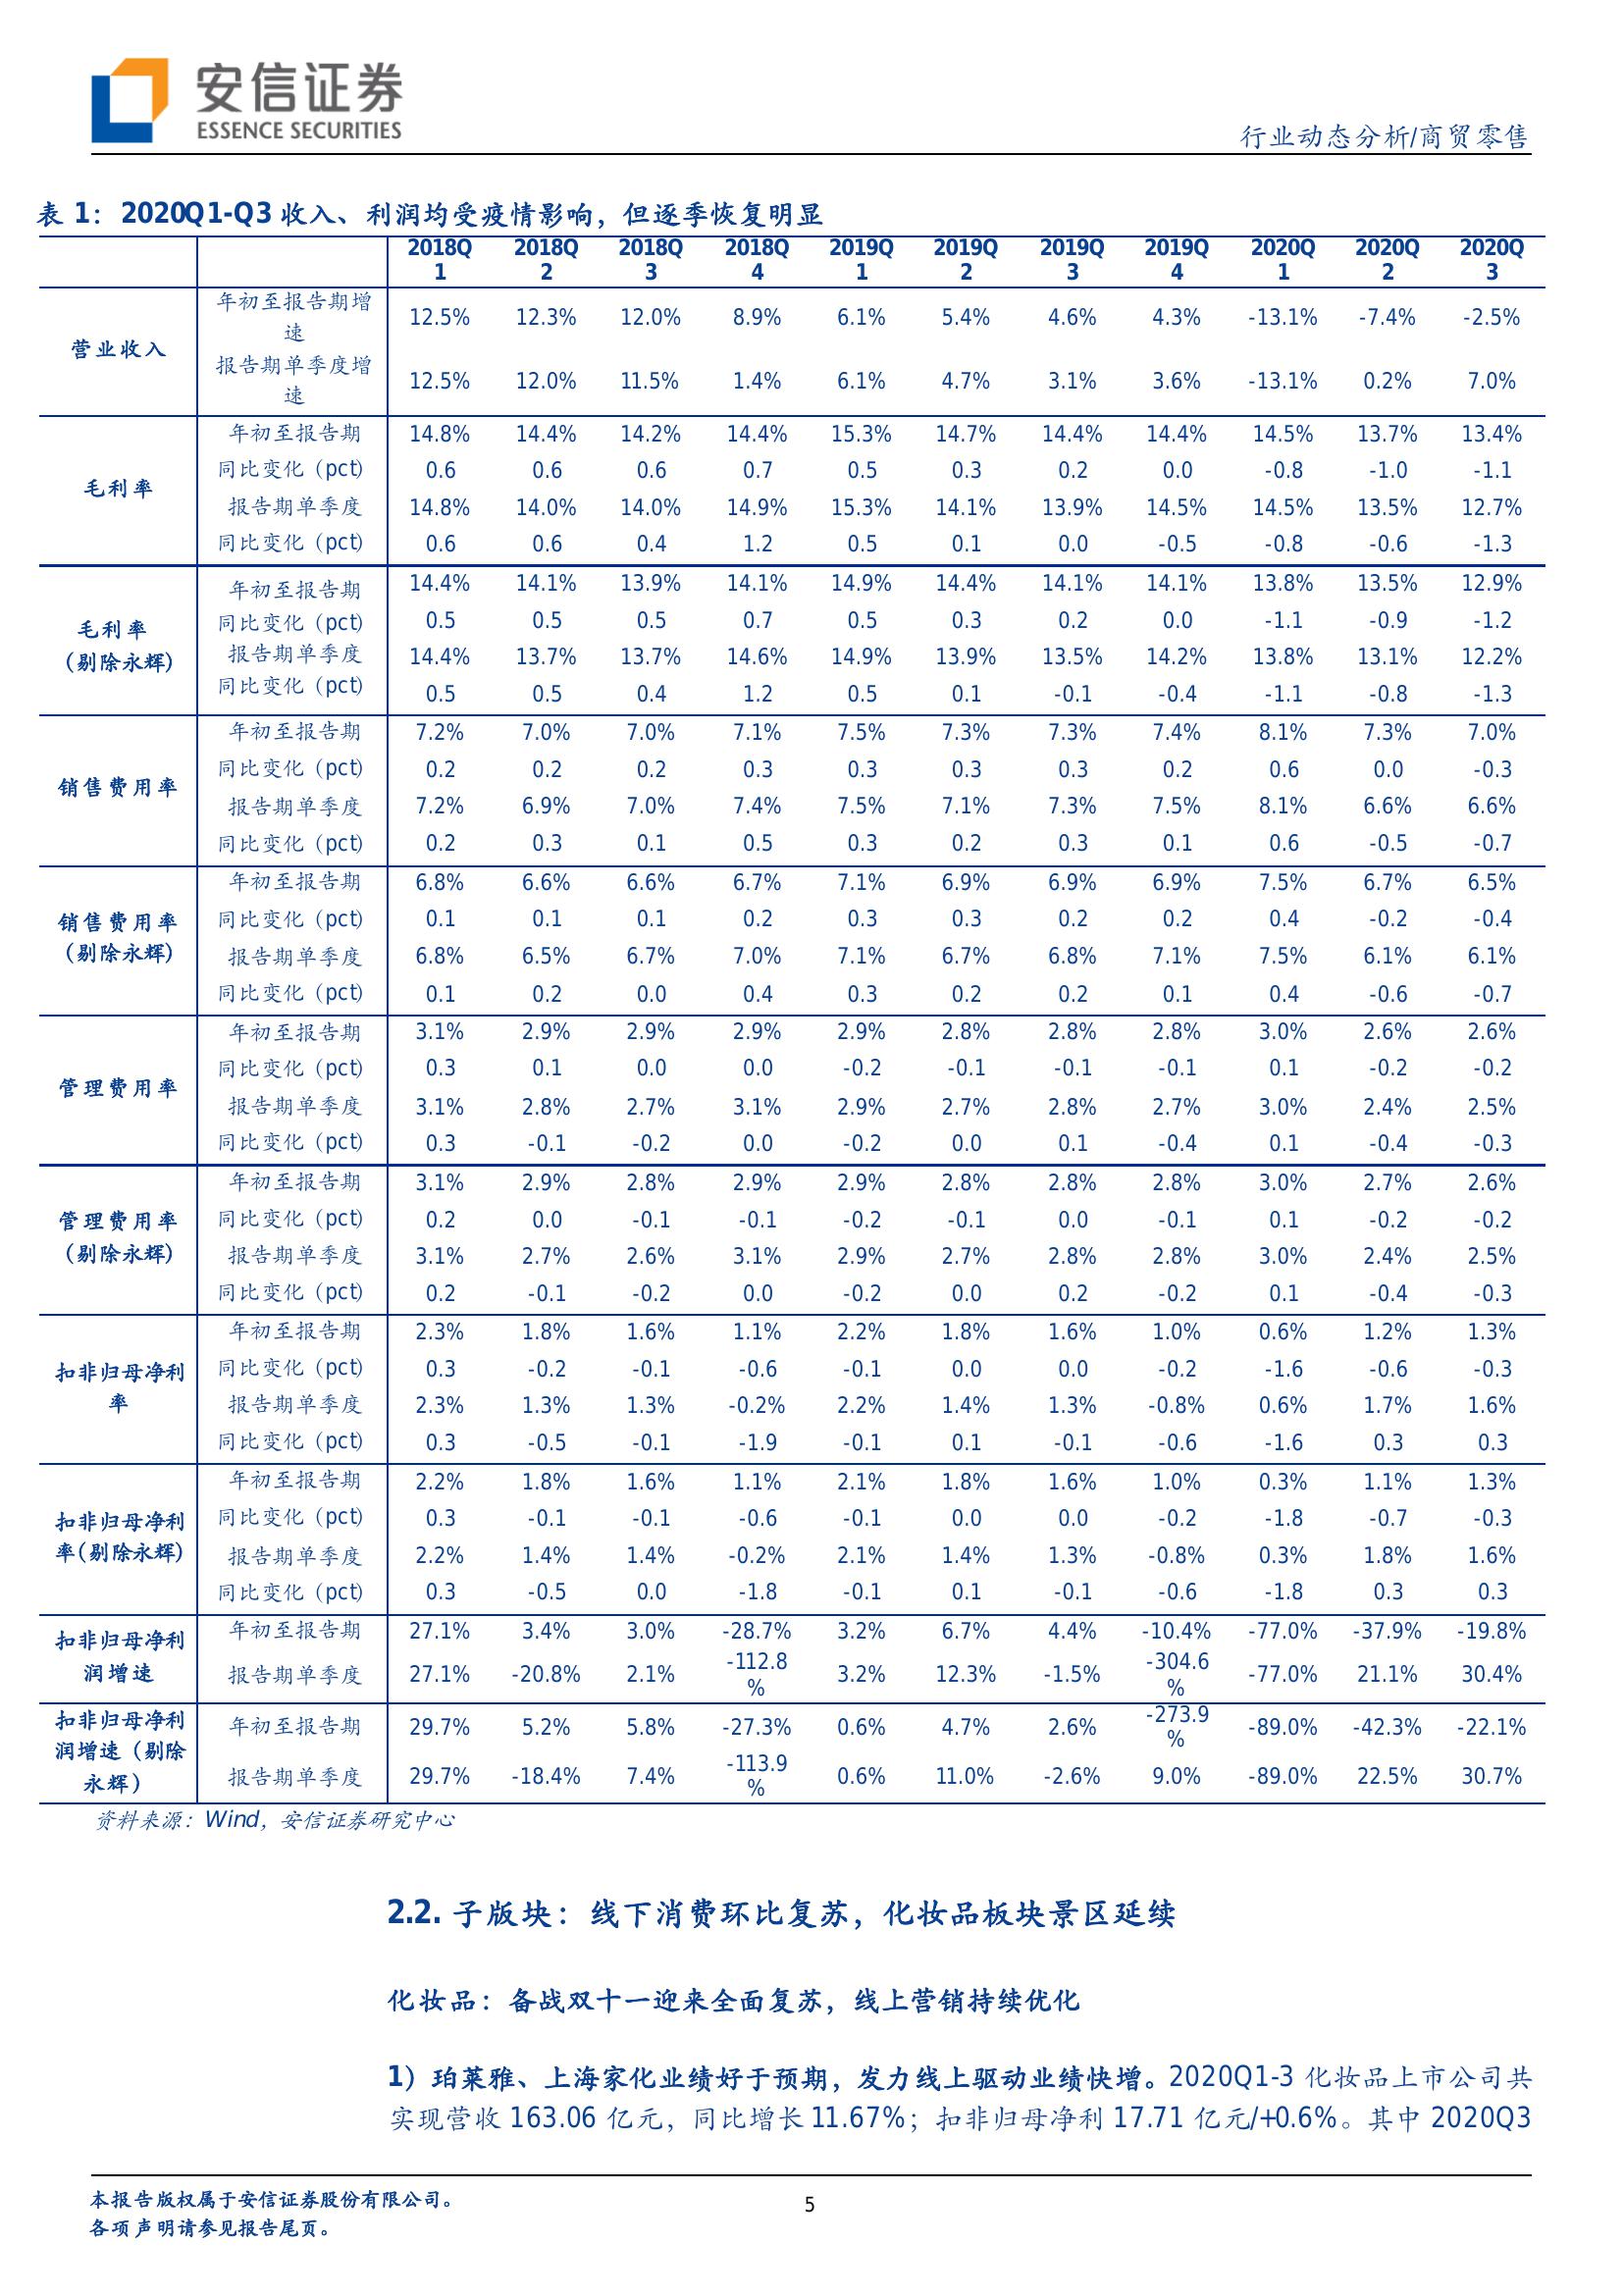 安信证券
ESSENCE SECURITIES
行业动态分析/商贸零售
表 1：2020Q1-Q3 收入、利润均受疫情影响，但逐季恢复明显
2018Q1 2018Q2 2018Q3 2018Q4 2019Q1 2019Q2 2019Q3 2019Q4 2020Q1 2020Q2 2020Q3
营业收入
年初至报告期增速 12.5% 12.3% 12.0% 8.9% 6.1% 5.4% 4.6% 4.3% -13.1% -7.4% -2.5%
报告期单季度增速 12.5% 12.0% 11.5% 1.4% 6.1% 4.7% 3.1% 3.6% -13.1% 0.2% 7.0%
毛利率
年初至报告期 14.8% 14.4% 14.2% 14.4% 15.3% 14.7% 14.4% 14.4% 14.5% 13.7% 13.4%
同比变化（pct） 0.6 0.6 0.6 0.7 0.5 0.3 0.2 0.0 -0.8 -1.0 -1.1
报告期单季度 14.8% 14.0% 14.0% 14.9% 15.3% 14.1% 13.9% 14.5% 14.5% 13.5% 12.7%
同比变化（pct） 0.6 0.6 0.4 1.2 0.5 0.1 0.0 -0.5 -0.8 -0.6 -1.3
毛利率
（剔除永辉）
年初至报告期 14.4% 14.1% 13.9% 14.1% 14.9% 14.4% 14.1% 14.1% 13.8% 13.5% 12.9%
同比变化（pct） 0.5 0.5 0.5 0.7 0.5 0.3 0.2 0.0 -1.1 -0.9 -1.2
报告期单季度 14.4% 13.7% 13.7% 14.6% 14.9% 13.9% 13.5% 14.2% 13.8% 13.1% 12.2%
同比变化（pct） 0.5 0.5 0.4 1.2 0.5 0.1 -0.1 -0.4 -1.1 -0.8 -1.3
销售费用率
年初至报告期 7.2% 7.0% 7.0% 7.1% 7.5% 7.3% 7.3% 7.4% 8.1% 7.3% 7.0%
同比变化（pct） 0.2 0.2 0.2 0.3 0.3 0.3 0.3 0.2 0.6 0.0 -0.3
报告期单季度 7.2% 6.9% 7.0% 7.4% 7.5% 7.1% 7.3% 7.5% 8.1% 6.6% 6.6%
同比变化（pct） 0.2 0.3 0.1 0.5 0.3 0.2 0.3 0.1 0.6 -0.5 -0.7
销售费用率
（剔除永辉）
年初至报告期 6.8% 6.6% 6.6% 6.7% 7.1% 6.9% 6.9% 6.9% 7.5% 6.7% 6.5%
同比变化（pct） 0.1 0.1 0.1 0.2 0.3 0.3 0.2 0.2 0.4 -0.2 -0.4
报告期单季度 6.8% 6.5% 6.7% 7.0% 7.1% 6.7% 6.8% 7.1% 7.5% 6.1% 6.1%
同比变化（pct） 0.1 0.2 0.0 0.4 0.3 0.2 0.2 0.1 0.4 -0.6 -0.7
管理费用率
年初至报告期 3.1% 2.9% 2.9% 2.9% 2.9% 2.8% 2.8% 2.8% 3.0% 2.6% 2.6%
同比变化（pct） 0.3 0.1 0.0 0.0 -0.2 -0.1 -0.1 -0.1 0.1 -0.2 -0.2
报告期单季度 3.1% 2.8% 2.7% 3.1% 2.9% 2.7% 2.8% 2.7% 3.0% 2.4% 2.5%
同比变化（pct） 0.3 -0.1 -0.2 0.0 -0.2 0.0 0.1 -0.4 0.1 -0.4 -0.3
管理费用率
（剔除永辉）
年初至报告期 3.1% 2.9% 2.8% 2.9% 2.9% 2.8% 2.8% 2.8% 3.0% 2.7% 2.6%
同比变化（pct） 0.2 0.0 -0.1 -0.1 -0.2 -0.1 0.0 -0.1 0.1 -0.2 -0.2
报告期单季度 3.1% 2.7% 2.6% 3.1% 2.9% 2.7% 2.8% 2.8% 3.0% 2.4% 2.5%
同比变化（pct） 0.2 -0.1 -0.2 0.0 -0.2 0.0 0.2 -0.2 0.1 -0.4 -0.3
扣非归母净利
率
年初至报告期 2.3% 1.8% 1.6% 1.1% 2.2% 1.8% 1.6% 1.0% 0.6% 1.2% 1.3%
同比变化（pct） 0.3 -0.2 -0.1 -0.6 -0.1 0.0 0.0 -0.2 -1.6 -0.6 -0.3
报告期单季度 2.3% 1.3% 1.3% -0.2% 2.2% 1.4% 1.3% -0.8% 0.6% 1.7% 1.6%
同比变化（pct） 0.3 -0.5 -0.1 -1.9 -0.1 0.1 -0.1 -0.6 -1.6 0.3 0.3
扣非归母净利
率（剔除永辉）
年初至报告期 2.2% 1.8% 1.6% 1.1% 2.1% 1.8% 1.6% 1.0% 0.3% 1.1% 1.3%
同比变化（pct） 0.3 -0.1 -0.1 -0.6 -0.1 0.0 0.0 -0.2 -1.8 -0.7 -0.3
报告期单季度 2.2% 1.4% 1.4% -0.2% 2.1% 1.4% 1.3% -0.8% 0.3% 1.8% 1.6%
同比变化（pct） 0.3 -0.5 0.0 -1.8 -0.1 0.1 -0.1 -0.6 -1.8 0.3 0.3
扣非归母净利
润增速
年初至报告期 27.1% 3.4% 3.0% -28.7% 3.2% 6.7% 4.4% -10.4% -77.0% -37.9% -19.8%
报告期单季度 27.1% -20.8% 2.1% -112.8% 3.2% 12.3% -1.5% -304.6% -77.0% 21.1% 30.4%
扣非归母净利
润增速（剔除
永辉）
年初至报告期 29.7% 5.2% 5.8% -27.3% 0.6% 4.7% 2.6% -273.9% -89.0% -42.3% -22.1%
报告期单季度 29.7% -18.4% 7.4% -113.9% 0.6% 11.0% -2.6% 9.0% -89.0% 22.5% 30.7%
资料来源：Wind，安信证券研究中心
2.2. 子版块：线下消费环比复苏，化妆品板块景区延续
化妆品：备战双十一迎来全面复苏，线上营销持续优化
1）珀莱雅、上海家化业绩好于预期，发力线上驱动业绩快增。2020Q1-3 化妆品上市公司共
实现营收 163.06 亿元，同比增长 11.67%；扣非归母净利 17.71 亿元/+0.6%。其中 2020Q3
本报告版权属于安信证券股份有限公司。
各项声明请参见报告尾页。
5